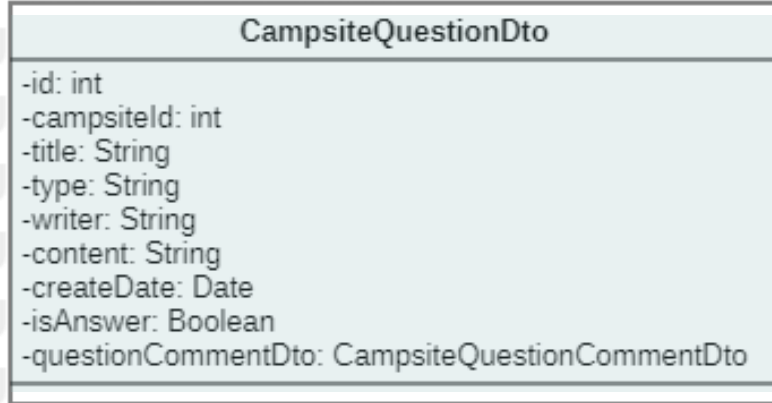 CampsiteQuestionDto
-id: int
-campsiteId: int
-title: String
-type: String
-writer: String
-content: String
-createDate: Date
-isAnswer: Boolean
-questionCommentDto: CampsiteQuestionCommentDto